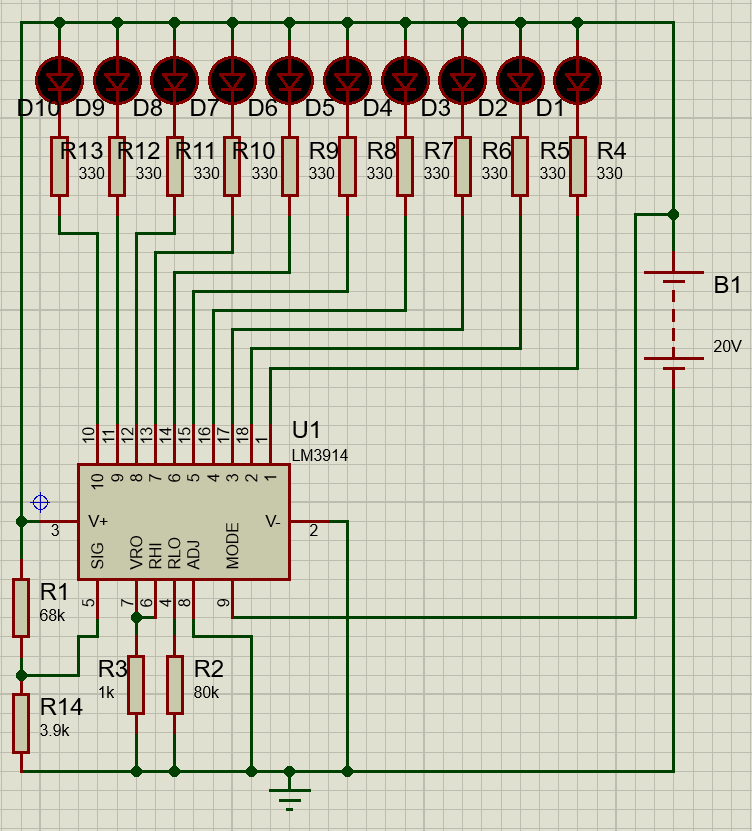 D10 D9 D8 D7 D6 D5 D4 D3 D2 D1
R13 R12 R11 R10 R9 R8 R7 R6 R5 R4
330 330 330 330 330 330 330 330 330 330
B1
20V
U1
LM3914
10 11 12 13 14 15 16 17 18 1
10 9 8 7 6 5 4 3 2 1
3 V+ V- 2
SIG VRO RHI RLO ADJ MODE
5 7 6 4 8 9
R1
68k
R3
1k
R2
80k
R14
3.9k